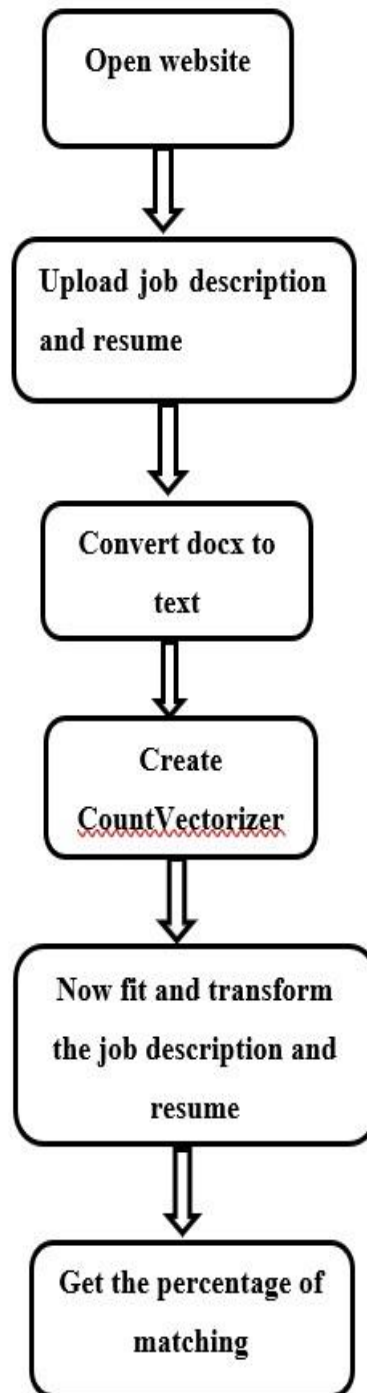 Open website
Upload job description
and resume
Convert docx to
text
Create
CountVectorizer
Now fit and transform
the job description and
resume
Get the percentage of
matching